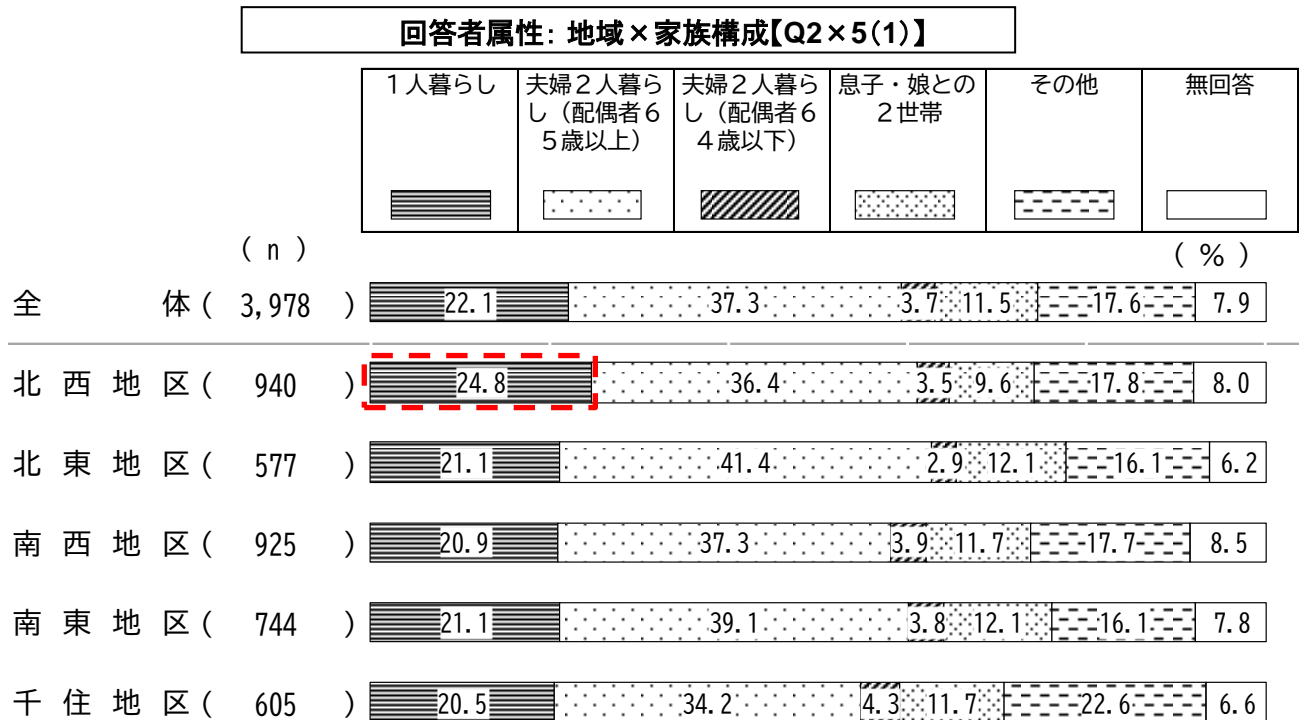 回答者属性：地域×家族構成【Q2×5(1)】
１人暮らし 夫婦２人暮ら 夫婦２人暮ら 息子・娘との その他 無回答
し（配偶者６ し（配偶者６ ２世帯
５歳以上） ４歳以下）
(ｎ) (％)
全体( 3,978 ) 22.1 37.3 3.7 11.5 17.6 7.9
北西地区( 940 ) 24.8 36.4 3.5 9.6 17.8 8.0
北東地区( 577 ) 21.1 41.4 2.9 12.1 16.1 6.2
南西地区( 925 ) 20.9 37.3 3.9 11.7 17.7 8.5
南東地区( 744 ) 21.1 39.1 3.8 12.1 16.1 7.8
千住地区( 605 ) 20.5 34.2 4.3 11.7 22.6 6.6